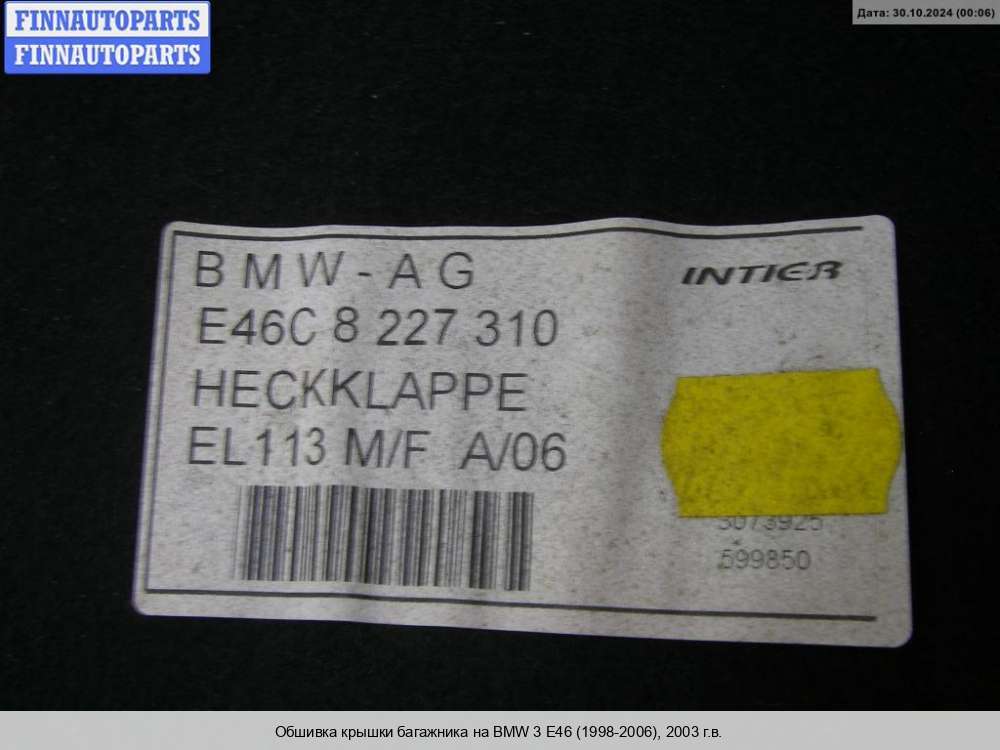 FINNAUTOPARTS
FINNAUTOPARTS
Дата: 30.10.2024 (00:06)
BMW-AG
INTIER
E46C 8 227 310
HECKKLAPPE
EL113 M/F A/06
3073925
599850
Обшивка крышки багажника на BMW 3 E46 (1998-2006), 2003 г.в.